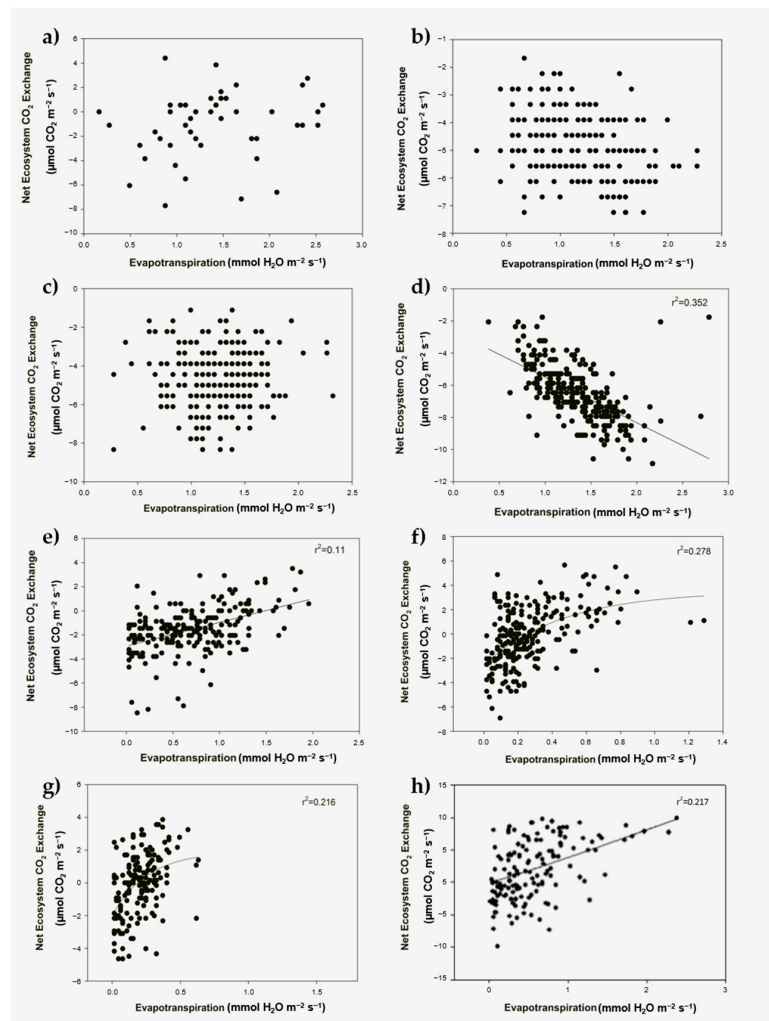 a)
Net Ecosystem CO2 Exchange
(µmol CO2 m−2 s−1)
6
4
2
0
−2
−4
−6
−8
−10
0.0 0.5 1.0 1.5 2.0 2.5 3.0
Evapotranspiration (mmol H2O m−2 s−1)
b)
Net Ecosystem CO2 Exchange
(µmol CO2 m−2 s−1)
−1
−2
−3
−4
−5
−6
−7
−8
0.0 0.5 1.0 1.5 2.0 2.5
Evapotranspiration (mmol H2O m−2 s−1)
c)
Net Ecosystem CO2 Exchange
(µmol CO2 m−2 s−1)
0
−2
−4
−6
−8
−10
0.0 0.5 1.0 1.5 2.0 2.5
Evapotranspiration (mmol H2O m−2 s−1)
d)
Net Ecosystem CO2 Exchange
(µmol CO2 m−2 s−1)
r2=0.352
0
−2
−4
−6
−8
−10
−12
0.0 0.5 1.0 1.5 2.0 2.5 3.0
Evapotranspiration (mmol H2O m−2 s−1)
e)
Net Ecosystem CO2 Exchange
(µmol CO2 m−2 s−1)
r2=0.11
6
4
2
0
−2
−4
−6
−8
−10
0.0 0.5 1.0 1.5 2.0 2.5
Evapotranspiration (mmol H2O m−2 s−1)
f)
Net Ecosystem CO2 Exchange
(µmol CO2 m−2 s−1)
r2=0.278
8
6
4
2
0
−2
−4
−6
−8
0.0 0.2 0.4 0.6 0.8 1.0 1.2 1.4
Evapotranspiration (mmol H2O m−2 s−1)
g)
Net Ecosystem CO2 Exchange
(µmol CO2 m−2 s−1)
r2=0.216
6
4
2
0
−2
−4
−6
0.0 0.5 1.0 1.5
Evapotranspiration (mmol H2O m−2 s−1)
h)
Net Ecosystem CO2 Exchange
(µmol CO2 m−2 s−1)
r2=0.217
15
10
5
5
−5
−10
−15
0 1 2 3
Evapotranspiration (mmol H2O m−2 s−1)